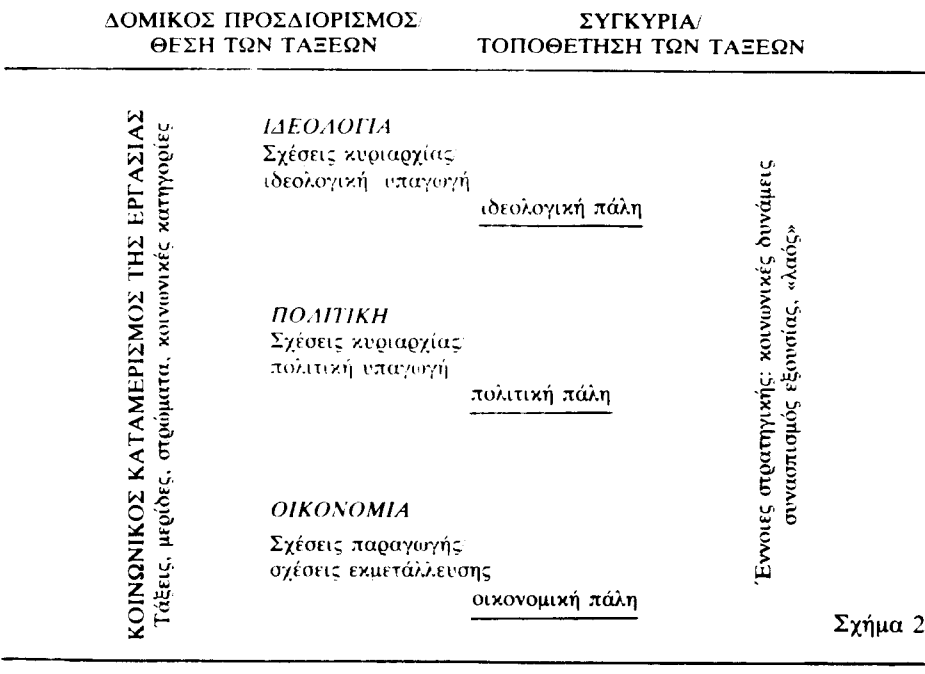 ΔΟΜΙΚΟΣ ΠΡΟΣΔΙΟΡΙΣΜΟΣ/
ΘΕΣΗ ΤΩΝ ΤΑΞΕΩΝ
ΣΥΓΚΥΡΙΑ/
ΤΟΠΟΘΕΤΗΣΗ ΤΩΝ ΤΑΞΕΩΝ
ΚΟΙΝΩΝΙΚΟΣ ΚΑΤΑΜΕΡΙΣΜΟΣ ΤΗΣ ΕΡΓΑΣΙΑΣ
Τάξεις, μερίδες, στρώματα, κοινωνικές κατηγορίες
ΙΔΕΟΛΟΓΙΑ
Σχέσεις κυριαρχίας/
ιδεολογική υπαγωγή
ιδεολογική πάλη
ΠΟΛΙΤΙΚΗ
Σχέσεις κυριαρχίας/
πολιτική υπαγωγή
πολιτική πάλη
ΟΙΚΟΝΟΜΙΑ
Σχέσεις παραγωγής/
σχέσεις εκμετάλλευσης
οικονομική πάλη
Έννοιες στρατηγικής: κοινωνικές δυνάμεις
συνασπισμός εξουσίας, «λαός»
Σχήμα 2